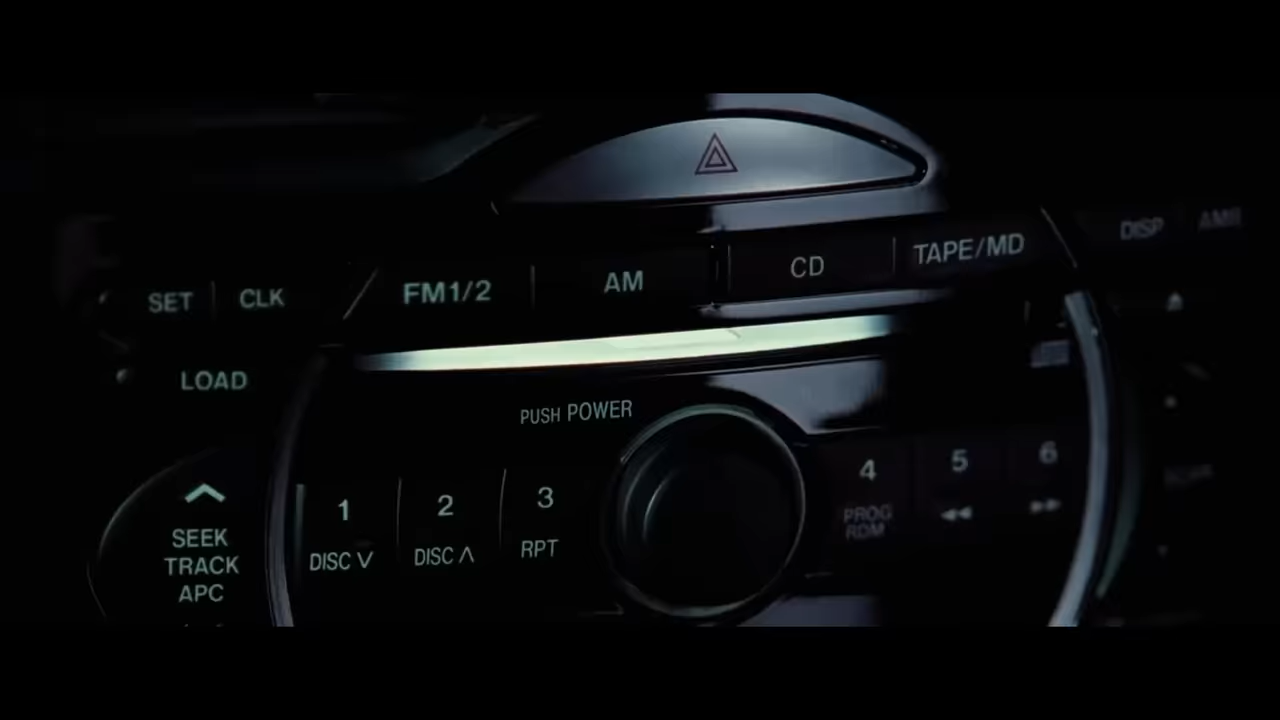 DISP
FM1/2 AM CD TAPE/MD
SET CLK
LOAD
PUSH POWER
1 2 3 4 5 6
DISC DISC RPT PROG
RDM
SEEK
TRACK
APC